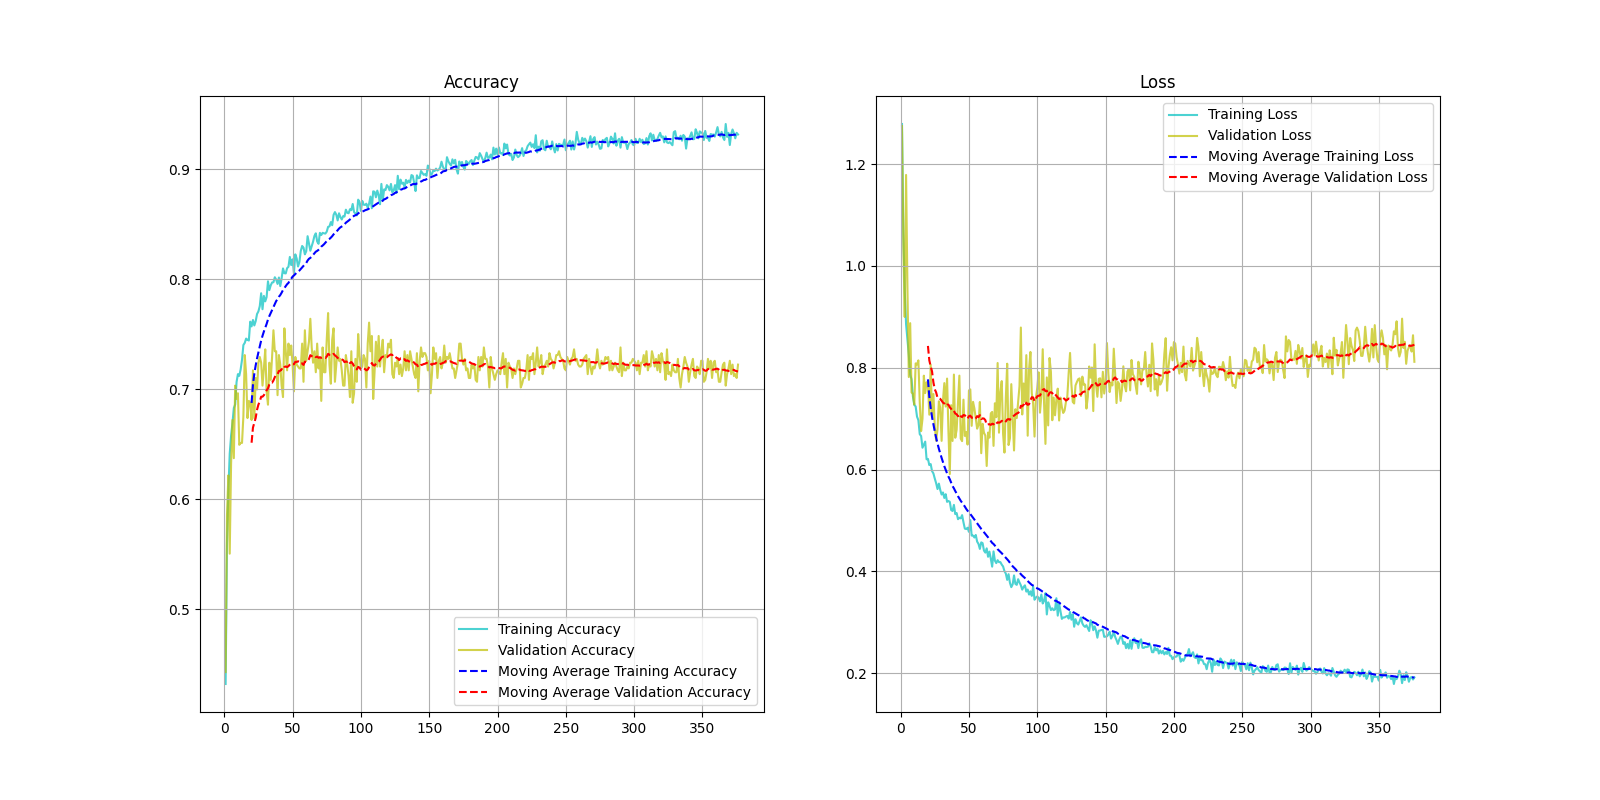 Accuracy
0.9
0.8
0.7
0.6
0.5
0 50 100 150 200 250 300 350
Training Accuracy
Validation Accuracy
Moving Average Training Accuracy
Moving Average Validation Accuracy
Loss
1.2
1.0
0.8
0.6
0.4
0.2
0 50 100 150 200 250 300 350
Training Loss
Validation Loss
Moving Average Training Loss
Moving Average Validation Loss